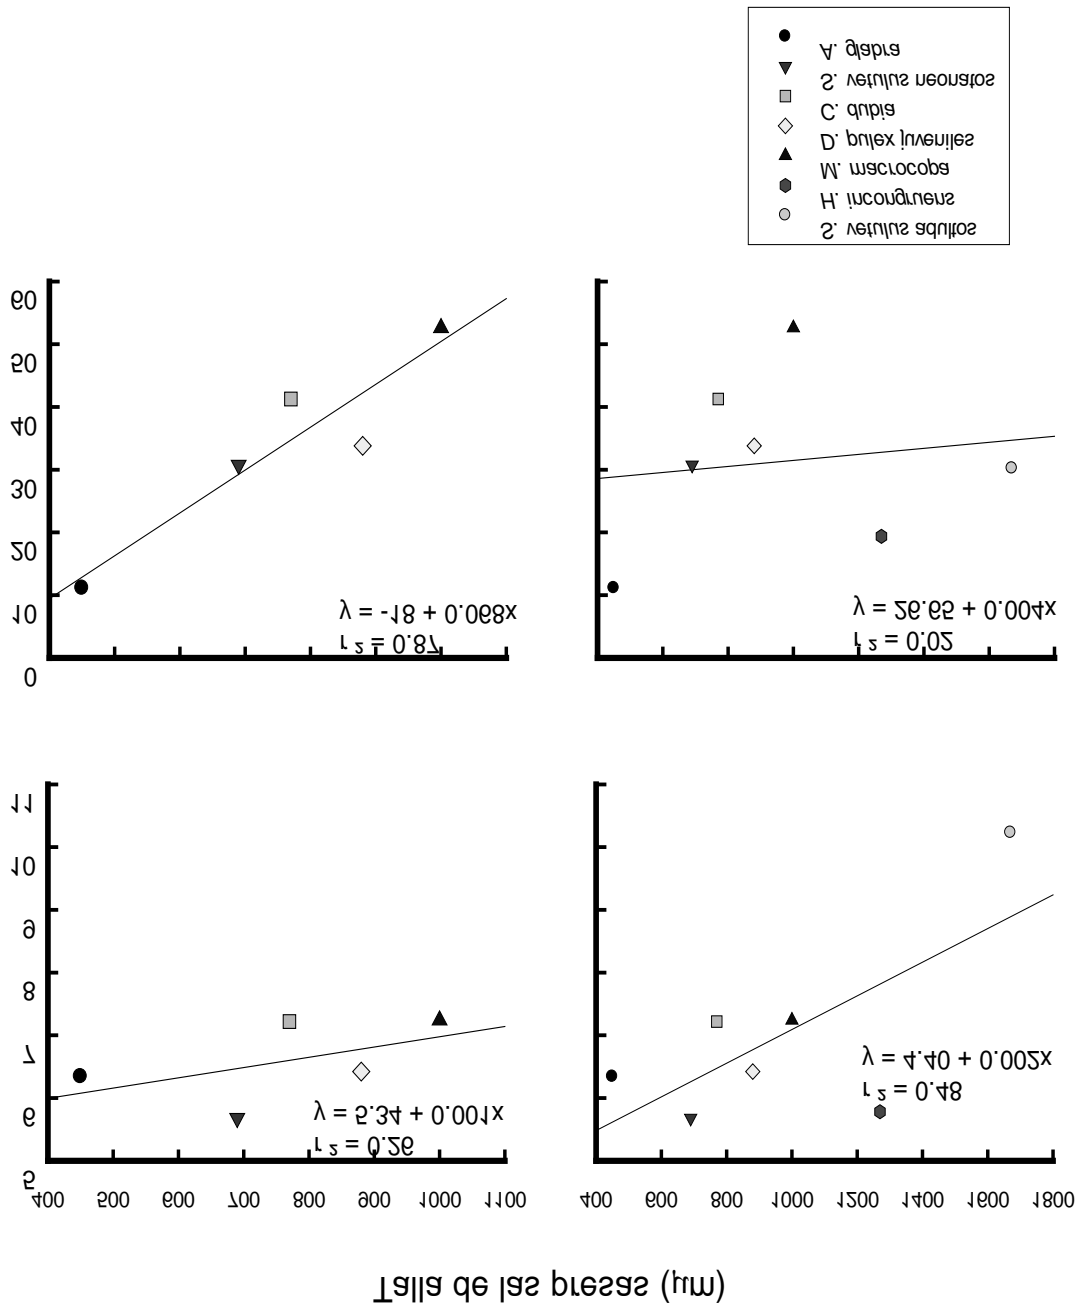 A. glabra
S. vetulus neonatos
C. dubia
D. pulex juveniles
M. macrocopa
H. incongruens
S. vetulus adultos
60
50
40
30
20
10
0
y = -18 + 0.068x
r² = 0.87
y = 26.65 + 0.004x
r² = 0.02
11
10
9
8
7
6
5
y = 5.34 + 0.001x
r² = 0.26
y = 4.40 + 0.002x
r² = 0.48
400 500 600 700 800 900 1000 1100
400 600 800 1000 1200 1400 1600 1800
Talla de las presas (μm)